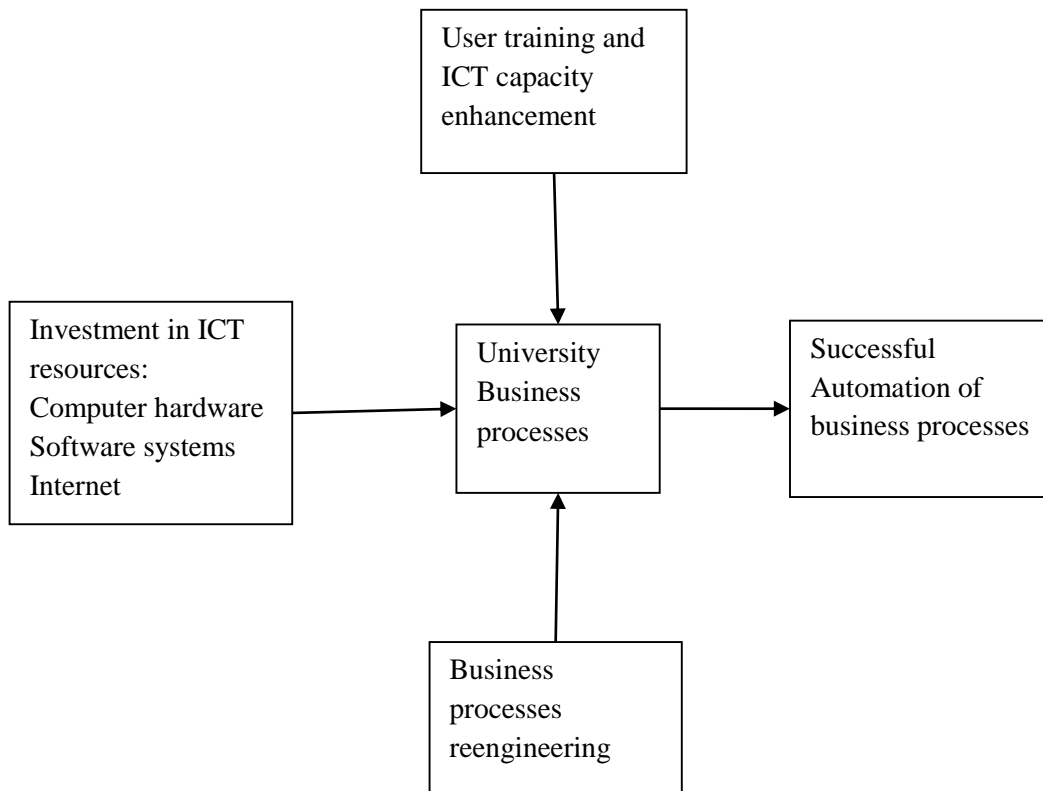 User training and
ICT capacity
enhancement
Investment in ICT
resources:
Computer hardware
Software systems
Internet
University
Business
processes
Successful
Automation of
business processes
Business
processes
reengineering